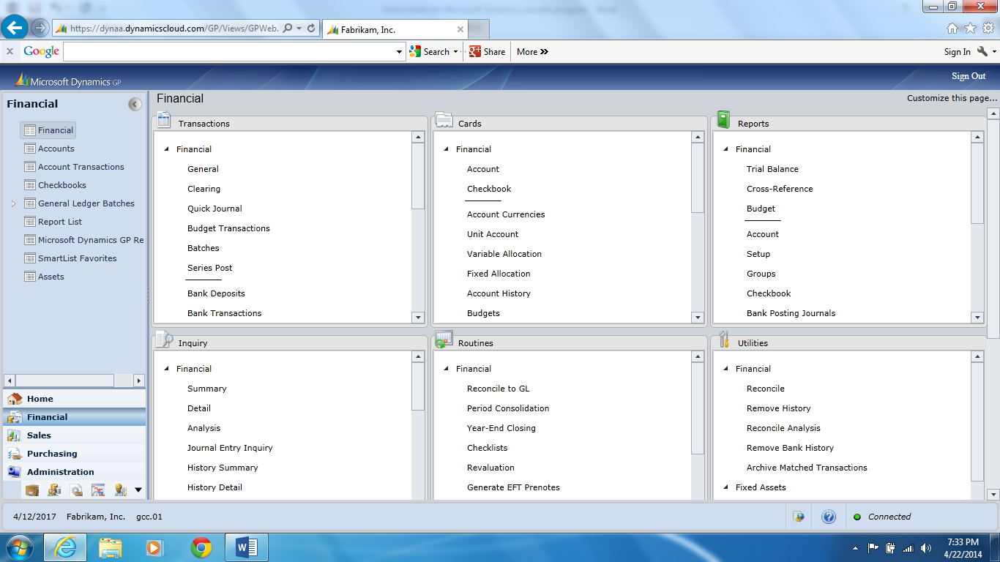 https://dynaa.dynamicscloud.com/GP/Views/GPWeb.
Fabrikam, Inc.
Google
Search
Share
More
Sign In
Microsoft Dynamics GP
Sign Out
Financial
Financial
Accounts
Account Transactions
Checkbooks
General Ledger Batches
Report List
Microsoft Dynamics GP Re
SmartList Favorites
Assets
Home
Financial
Sales
Purchasing
Administration
Financial
Customize this page...
Transactions
Financial
General
Clearing
Quick Journal
Budget Transactions
Batches
Series Post
Bank Deposits
Bank Transactions
Cards
Financial
Account
Checkbook
Account Currencies
Unit Account
Variable Allocation
Fixed Allocation
Account History
Budgets
Reports
Financial
Trial Balance
Cross-Reference
Budget
Account
Setup
Groups
Checkbook
Bank Posting Journals
Inquiry
Financial
Summary
Detail
Analysis
Journal Entry Inquiry
History Summary
History Detail
Routines
Financial
Reconcile to GL
Period Consolidation
Year-End Closing
Checklists
Revaluation
Generate EFT Prenotes
Utilities
Financial
Reconcile
Remove History
Reconcile Analysis
Remove Bank History
Archive Matched Transactions
Fixed Assets
4/12/2017 Fabrikam, Inc. gcc.01
Connected
7:33 PM
4/22/2014